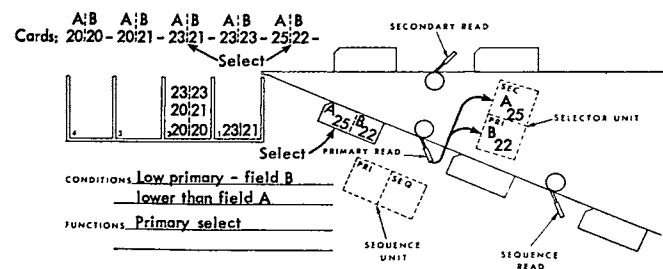 A B A B A B A B A B
Cards: 20 20 - 20 21 - 23 21 - 23 23 - 25 22 -
Select
SECONDARY READ
4 3 2 1
23 23
20 21
20 20
23 21
A B
25 22
Select
PRIMARY READ
SEC
A
25
PRI
B
22
SELECTOR UNIT
CONDITIONS Low primary - field B
lower than field A
FUNCTIONS Primary select
PRI SEQ
SEQUENCE
UNIT
SEQUENCE
READ